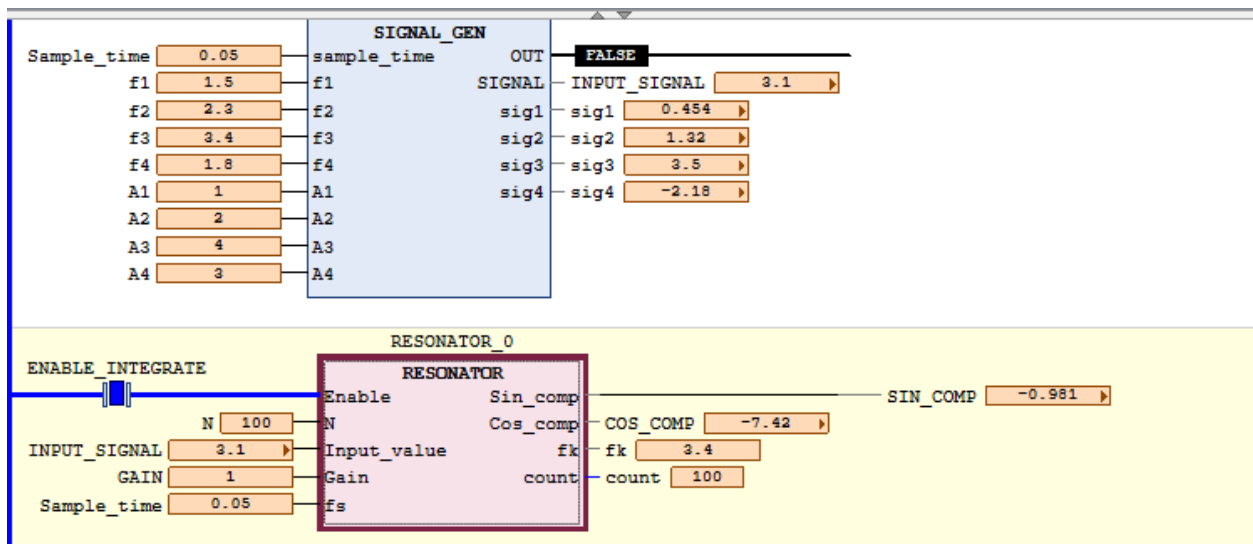 SIGNAL_GEN
Sample_time 0.05 sample_time OUT FALSE
f1 1.5 f1 SIGNAL INPUT_SIGNAL 3.1
f2 2.3 f2 sig1 sig1 0.454
f3 3.4 f3 sig2 sig2 1.32
f4 1.8 f4 sig3 sig3 3.5
A1 1 A1 sig4 sig4 -2.18
A2 2 A2
A3 4 A3
A4 3 A4
RESONATOR_0
ENABLE_INTEGRATE RESONATOR
Enable Sin_comp SIN_COMP -0.981
N 100 N Cos_comp COS_COMP -7.42
INPUT_SIGNAL 3.1 Input_value fk fk 3.4
GAIN 1 Gain count count 100
Sample_time 0.05 fs